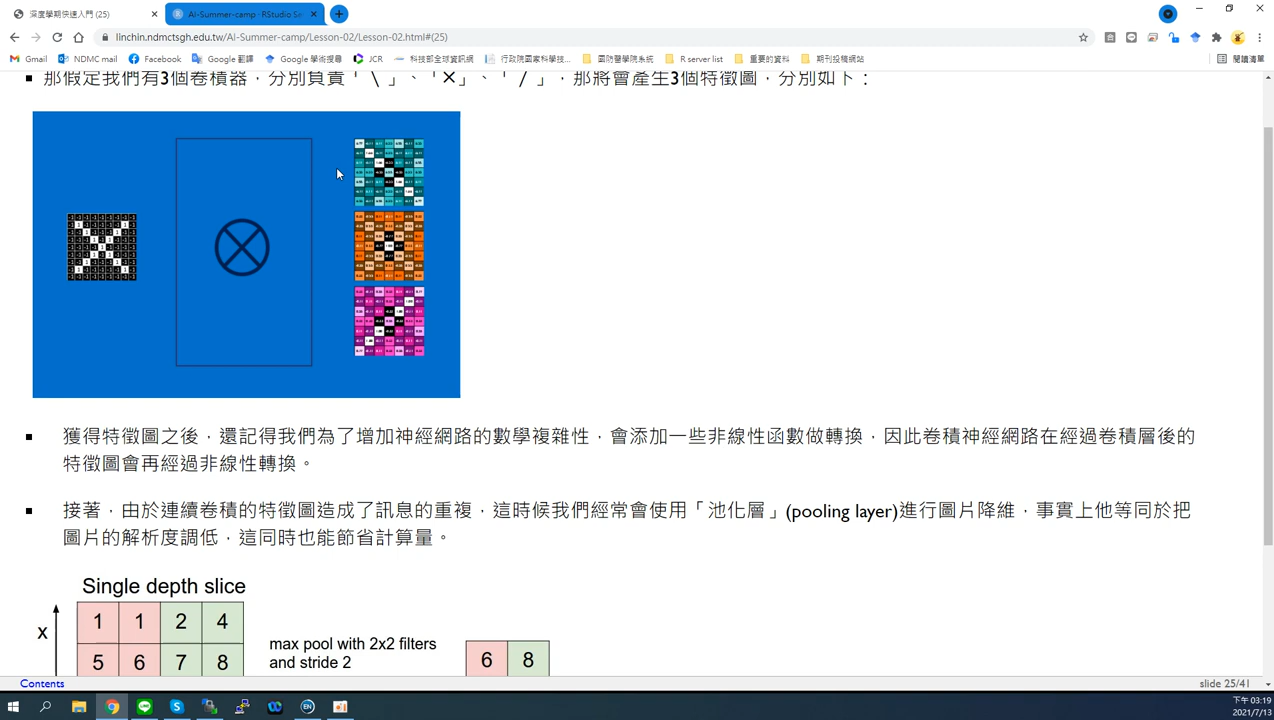 深度學期快速入門 (25)
AI-Summer-camp - RStudio Se
linchin.ndmctsgh.edu.tw/AI-Summer-camp/Lesson-02/Lesson-02.html#(25)
Gmail NDMC mail Facebook Google 翻譯 Google 學術搜尋 JCR 科技部全球資訊網 行政院國家科學技... 國防醫學院系統 R server list 重要的資料 期刊投稿網站 閱讀清單
那假定我們有3個卷積器，分別負責「\」、「×」、「/」，那將會產生3個特徵圖，分別如下：
獲得特徵圖之後，還記得我們為了增加神經網路的數學複雜性，會添加一些非線性函數做轉換，因此卷積神經網路在經過卷積層後的
特徵圖會再經過非線性轉換。
接著，由於連續卷積的特徵圖造成了訊息的重複，這時候我們經常會使用「池化層」(pooling layer)進行圖片降維，事實上他等同於把
圖片的解析度調低，這同時也能節省計算量。
Single depth slice
x
1 1 2 4
5 6 7 8
max pool with 2x2 filters
and stride 2
6 8
Contents
slide 25/41
下午 03:19
2021/7/13